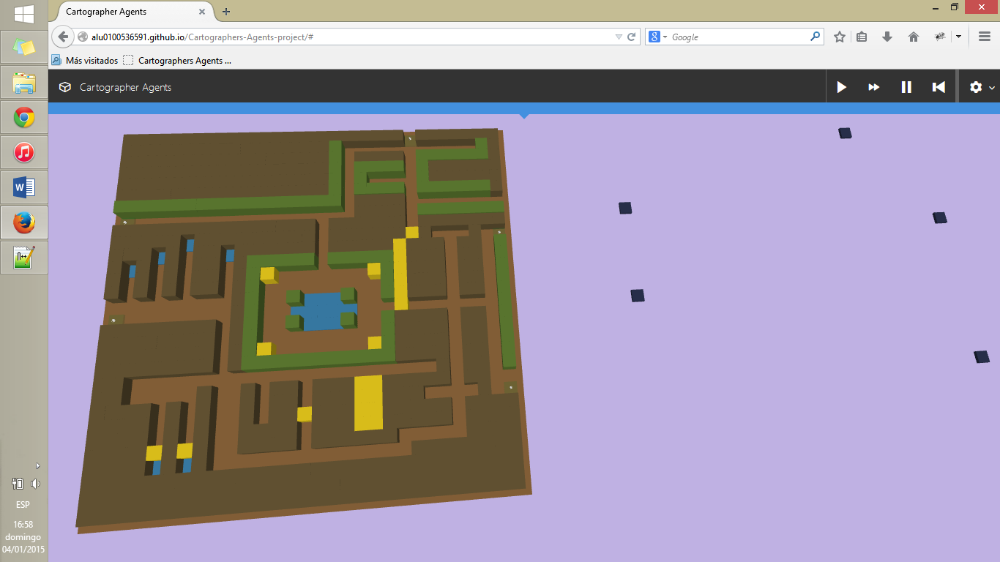 Cartographer Agents
alu0100536591.github.io/Cartographers-Agents-project/#
Google
Más visitados
Cartographers Agents ...
Cartographer Agents
ESP
16:58
domingo
04/01/2015